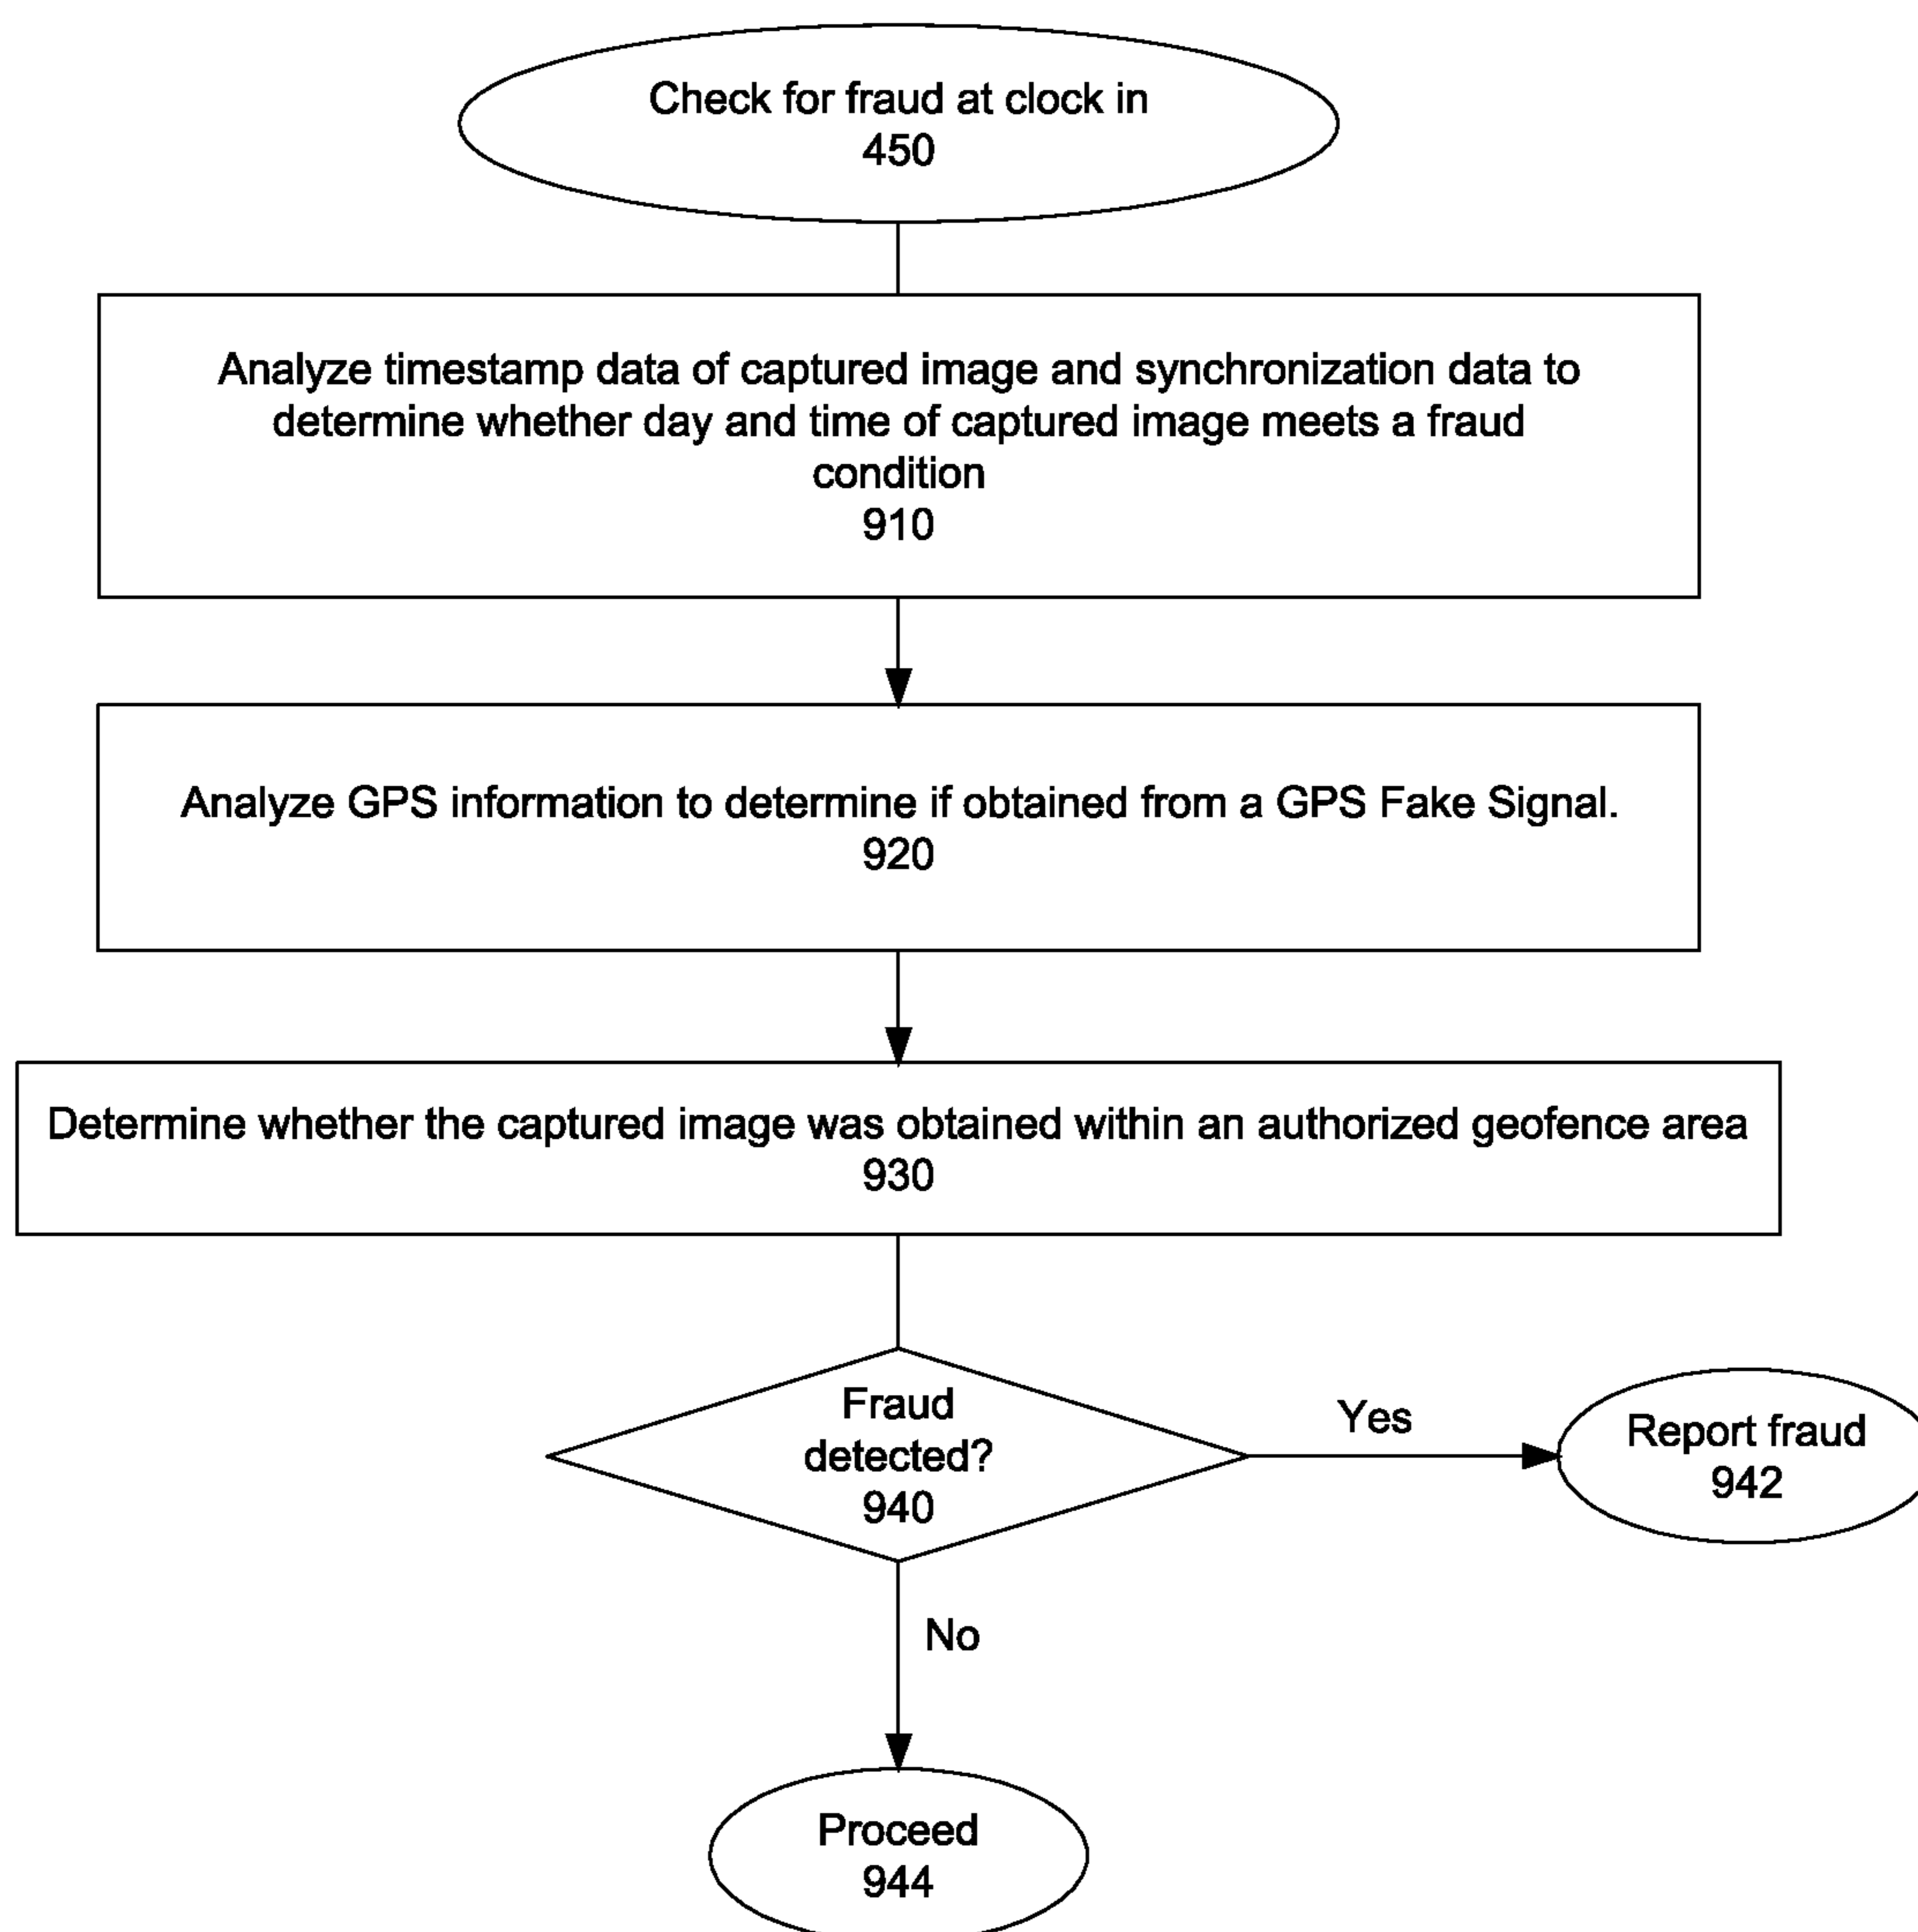 Check for fraud at clock in
450
Analyze timestamp data of captured image and synchronization data to
determine whether day and time of captured image meets a fraud
condition
910
Analyze GPS information to determine if obtained from a GPS Fake Signal.
920
Determine whether the captured image was obtained within an authorized geofence area
930
Fraud
detected?
940
Yes
Report fraud
942
No
Proceed
944